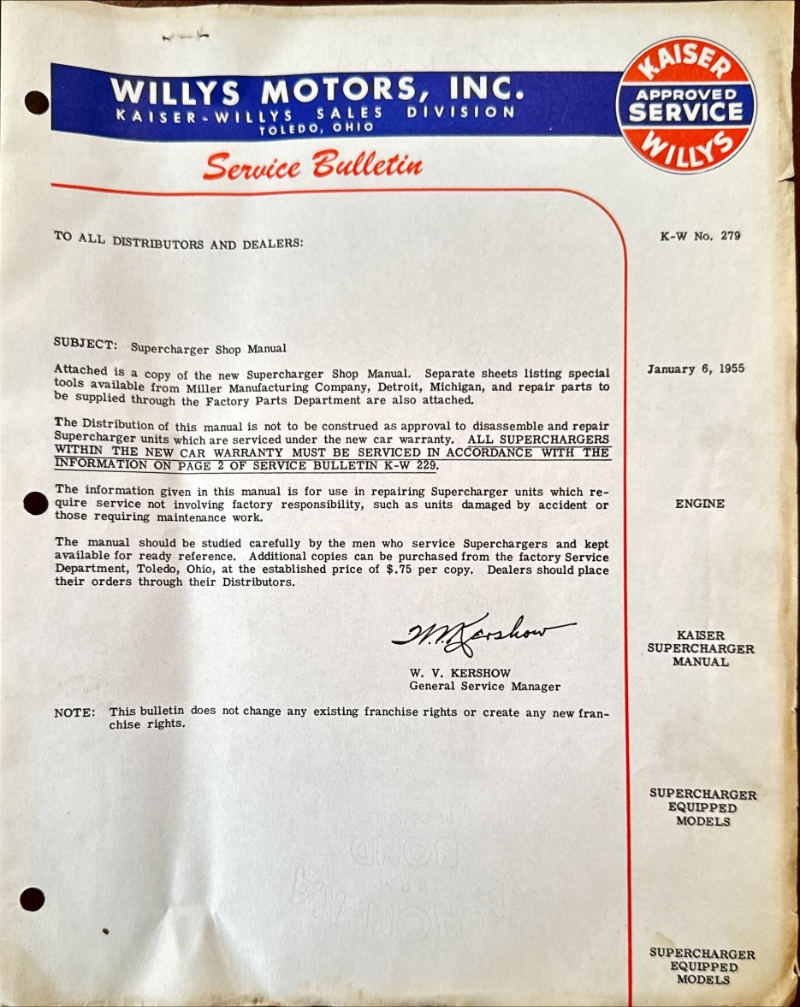 WILLYS MOTORS, INC.
KAISER-WILLYS SALES DIVISION
TOLEDO, OHIO
KAISER
APPROVED
SERVICE
WILLYS
Service Bulletin
TO ALL DISTRIBUTORS AND DEALERS:
K-W No. 279
SUBJECT: Supercharger Shop Manual
January 6, 1955
Attached is a copy of the new Supercharger Shop Manual. Separate sheets listing special
tools available from Miller Manufacturing Company, Detroit, Michigan, and repair parts to
be supplied through the Factory Parts Department are also attached.
The Distribution of this manual is not to be construed as approval to disassemble and repair
Supercharger units which are serviced under the new car warranty. ALL SUPERCHARGERS
WITHIN THE NEW CAR WARRANTY MUST BE SERVICED IN ACCORDANCE WITH THE
INFORMATION ON PAGE 2 OF SERVICE BULLETIN K-W 229.
The information given in this manual is for use in repairing Supercharger units which re-
quire service not involving factory responsibility, such as units damaged by accident or
those requiring maintenance work.
ENGINE
The manual should be studied carefully by the men who service Superchargers and kept
available for ready reference. Additional copies can be purchased from the factory Service
Department, Toledo, Ohio, at the established price of $.75 per copy. Dealers should place
their orders through their Distributors.
W. V. Kershow
W. V. KERSHOW
General Service Manager
KAISER
SUPERCHARGER
MANUAL
NOTE: This bulletin does not change any existing franchise rights or create any new fran-
chise rights.
SUPERCHARGER
EQUIPPED
MODELS
BOND
SUPERCHARGER
EQUIPPED
MODELS